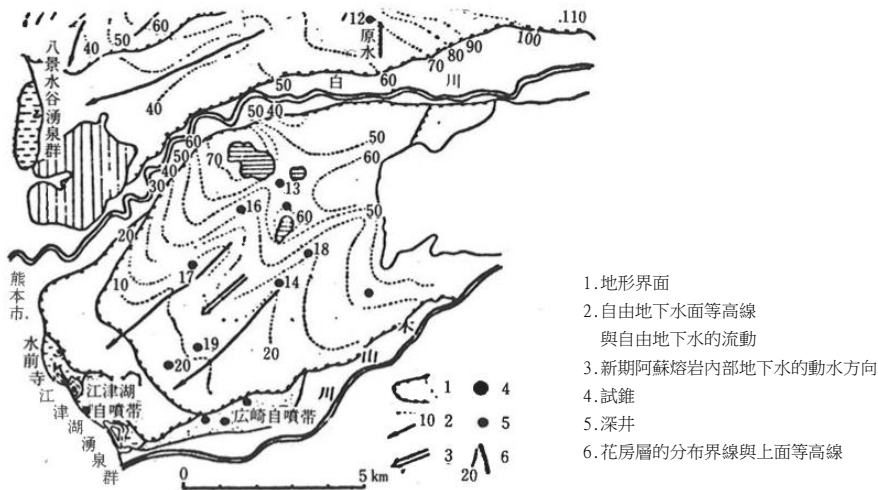 八景水谷湧泉群
40
50
60
40
12
原水
60
70
80
90
100
110
50
白川
50
40
60
50
40
30
70
50
60
13
16
60
50
18
20
17
10
14
20
19
20
熊本市
水前寺江津湖湧泉群
江津湖
自噴帯
広崎自噴帯
木山川
1
4
10
2
5
3
6
20
0
5 km
1.地形界面
2.自由地下水面等高線
與自由地下水的流動
3.新期阿蘇熔岩內部地下水的動水方向
4.試錐
5.深井
6.花房層的分布界線與上面等高線